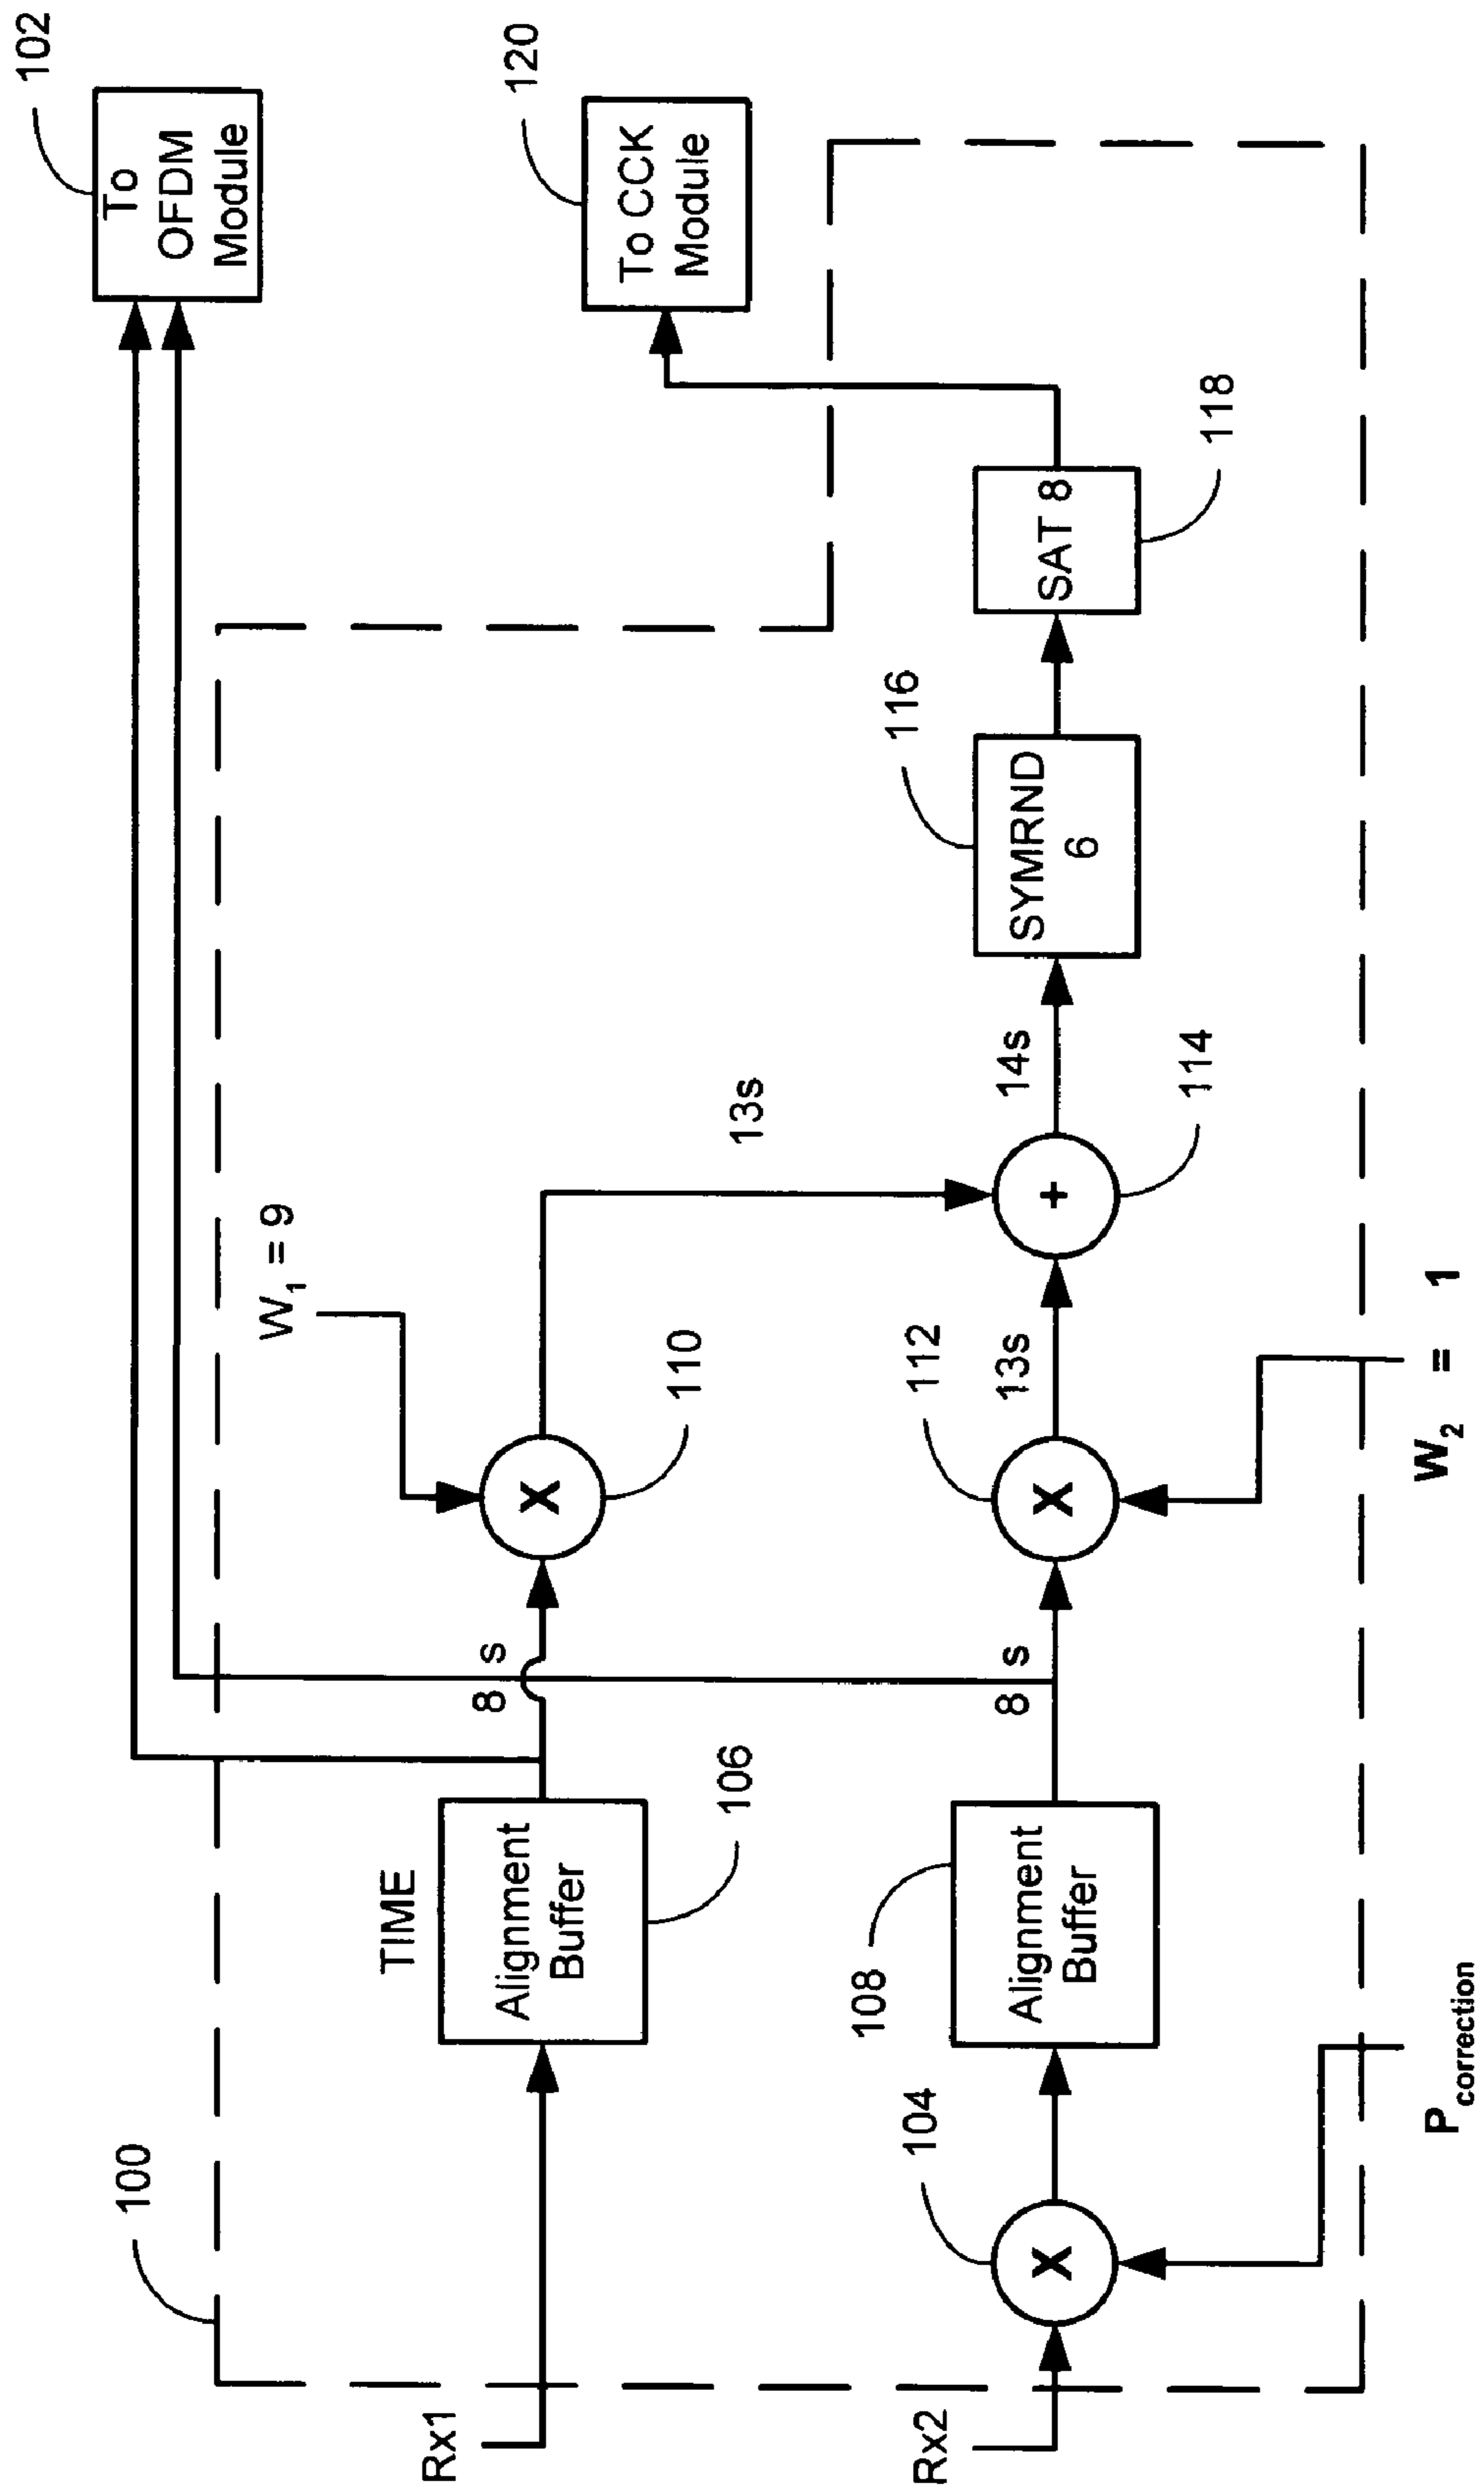 102
To
OFDM
Module
120
To CCK
Module
100
W1 = 9
TIME
Rx1
Alignment
Buffer
106
8 s
X
110
13s
116
SYMRND
6
SAT 8
118
Rx2
104
X
108
Alignment
Buffer
8 s
112
X
13s
+
114
14s
Pcorrection
W2 = 1